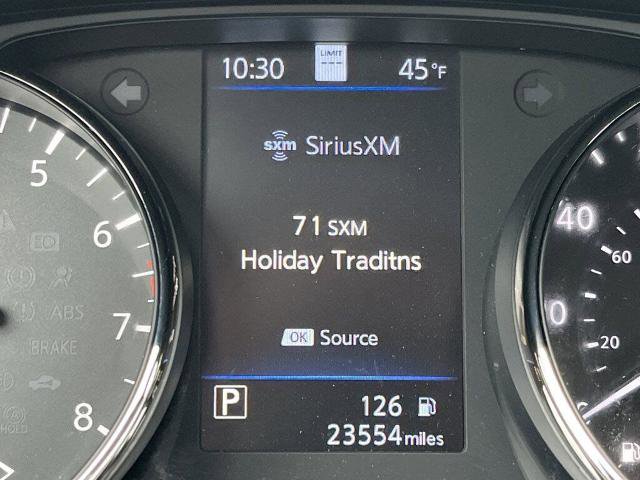 10:30
LIMIT
---
45°F
sxm SiriusXM
71 SXM
Holiday Traditns
OK Source
P
126
23554 miles
5
6
7
8
ABS
BRAKE
HOLD
40
60
20